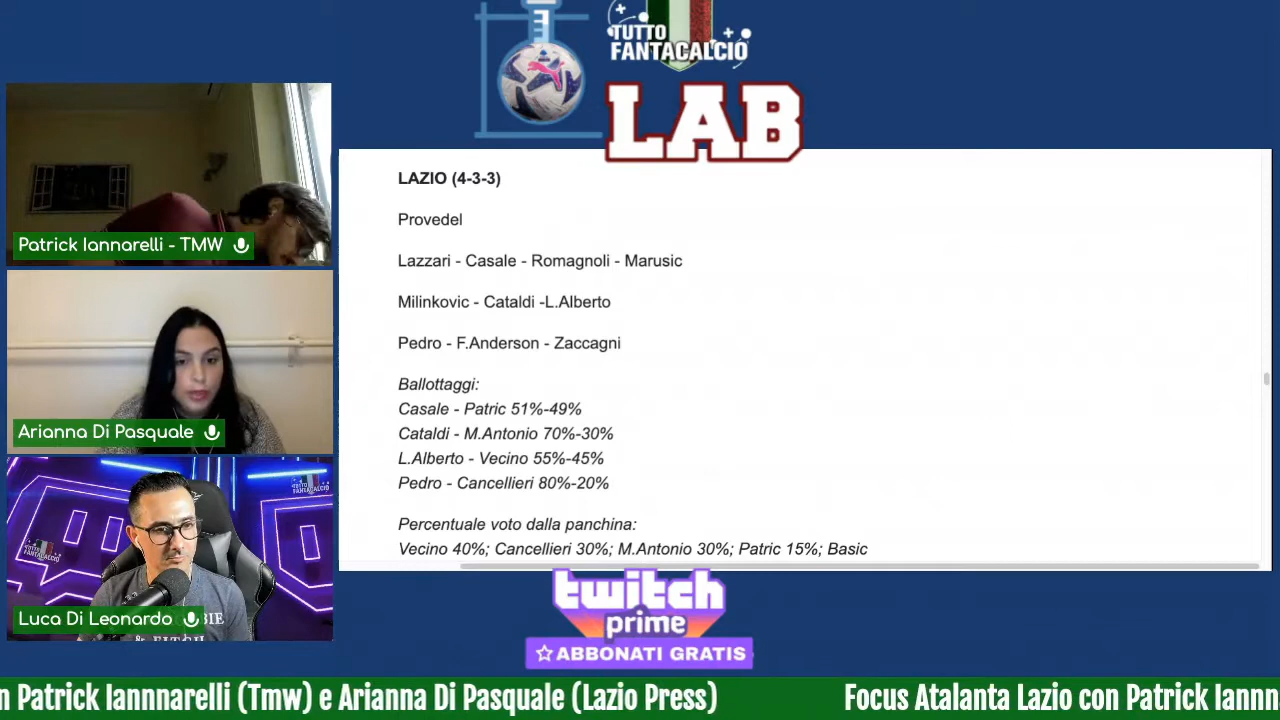 TUTTO
FANTACALCIO
LAB
Patrick Iannarelli - TMW
Arianna Di Pasquale
TUTTO
FANTACALCIO
Luca Di Leonardo
LAZIO (4-3-3)
Provedel
Lazzari - Casale - Romagnoli - Marusic
Milinkovic - Cataldi -L.Alberto
Pedro - F.Anderson - Zaccagni
Ballottaggi:
Casale - Patric 51%-49%
Cataldi - M.Antonio 70%-30%
L.Alberto - Vecino 55%-45%
Pedro - Cancellieri 80%-20%
Percentuale voto dalla panchina:
Vecino 40%; Cancellieri 30%; M.Antonio 30%; Patric 15%; Basic
twitch
prime
ABBONATI GRATIS
n Patrick Iannnarelli (Tmw) e Arianna Di Pasquale (Lazio Press) Focus Atalanta Lazio con Patrick Iannn